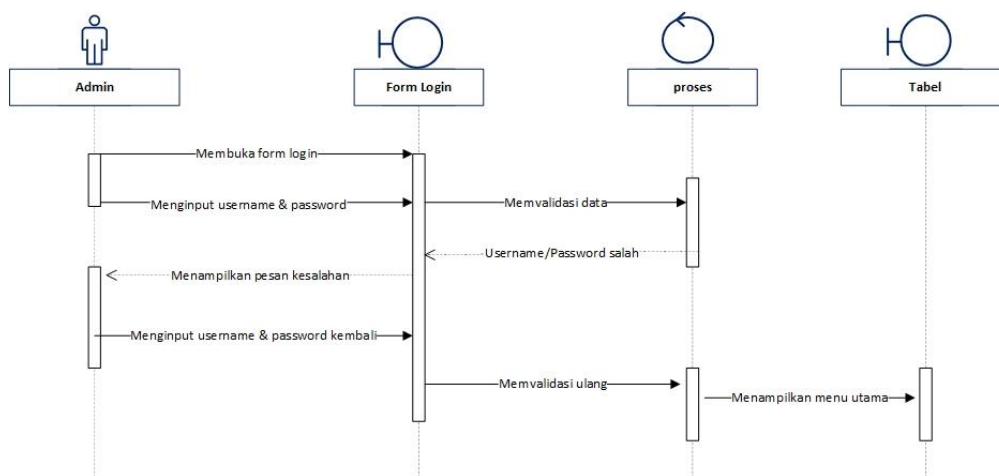 Admin
Form Login
proses
Tabel
Membuka form login
Menginput username & password
Memvalidasi data
Username/Password salah
Menampilkan pesan kesalahan
Menginput username & password kembali
Memvalidasi ulang
Menampilkan menu utama